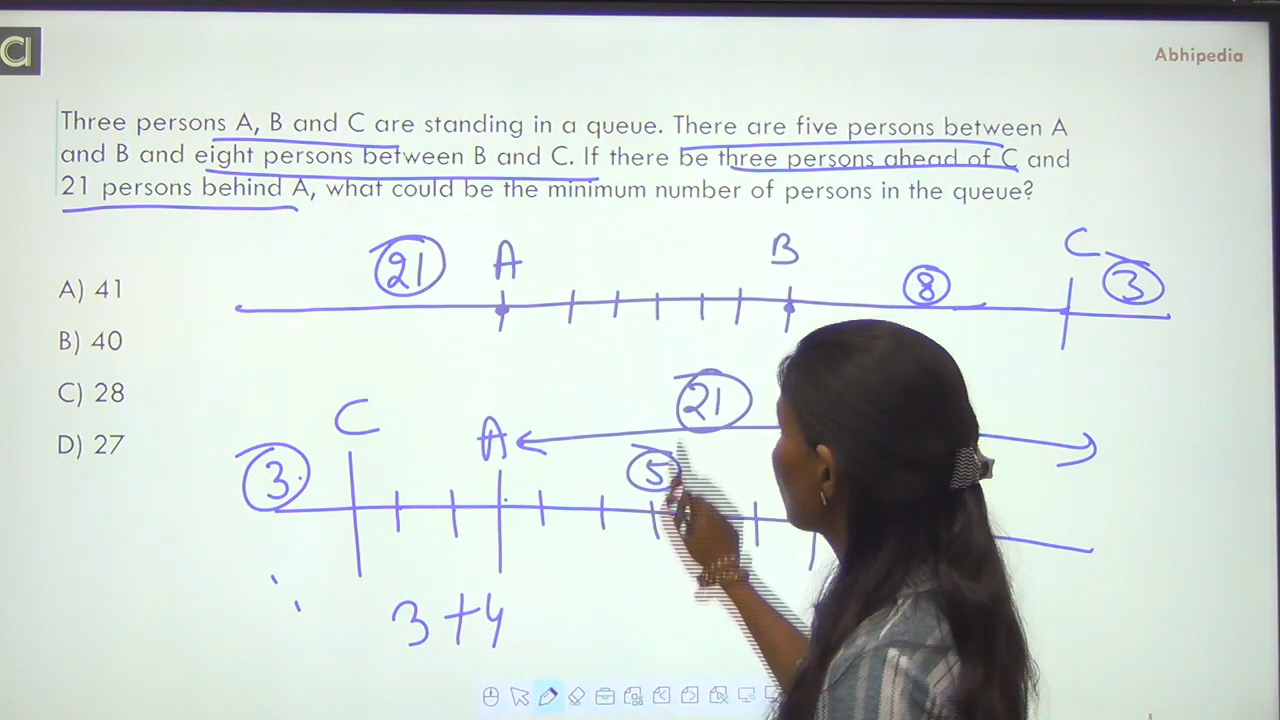 Abhipedia
Three persons A, B and C are standing in a queue. There are five persons between A
and B and eight persons between B and C. If there be three persons ahead of C and
21 persons behind A, what could be the minimum number of persons in the queue?
21 A B 8 C 3
A) 41
B) 40
C) 28
D) 27
C A 21
3 5
3+4